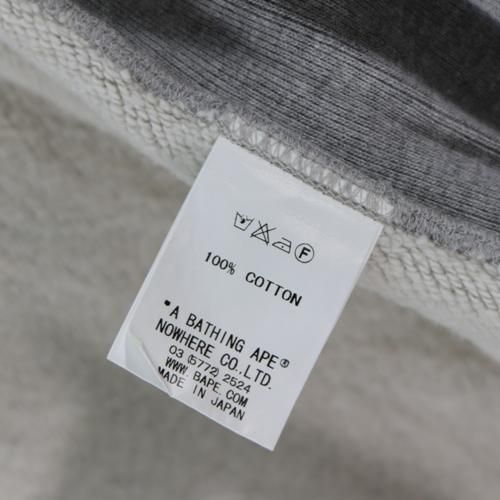 F
100% COTTON
"A BATHING APE®
NOWHERE CO.,LTD.
03 (5772) 2524
WWW.BAPE.COM
MADE IN JAPAN